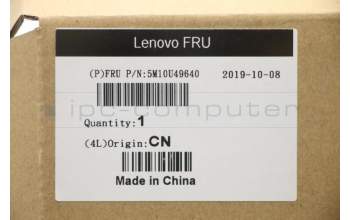 Lenovo FRU
(P)FRU P/N:5M10U49640 2019-10-08
ipc-computer
Quantity:1
(4L)Origin:CN
Made in China